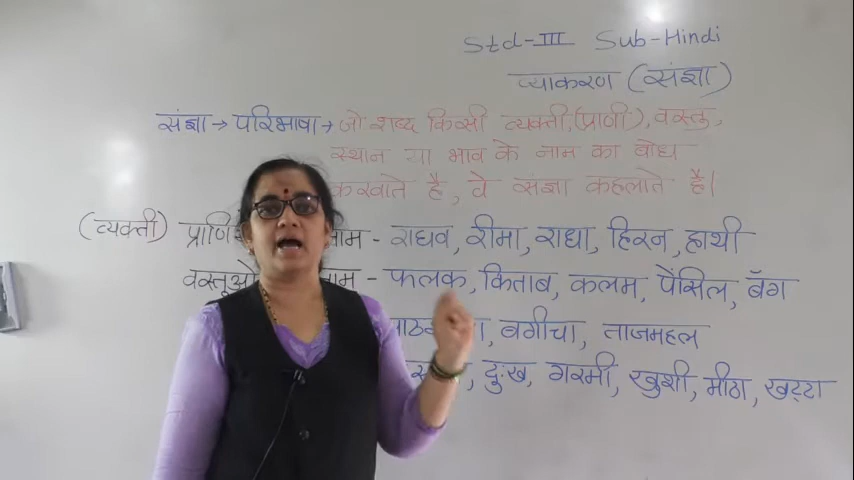 Std-III Sub-Hindi
व्याकरण (संज्ञा)
संज्ञा → परिभाषा → जो शब्द किसी व्यक्ती,(प्राणी), वस्तु,
स्थान या भाव के नाम का बोध
करवाते है, वे संज्ञा कहलाते है।
(व्यक्ती) नाम - राघव, रीमा, राधा, हिरन, हाथी
वस्तूओ नाम - फलक, किताब, कलम, पेंसिल, बॅग
बगीचा, ताजमहल
दुःख, गरमी, खुशी, मीठा, खट्टा